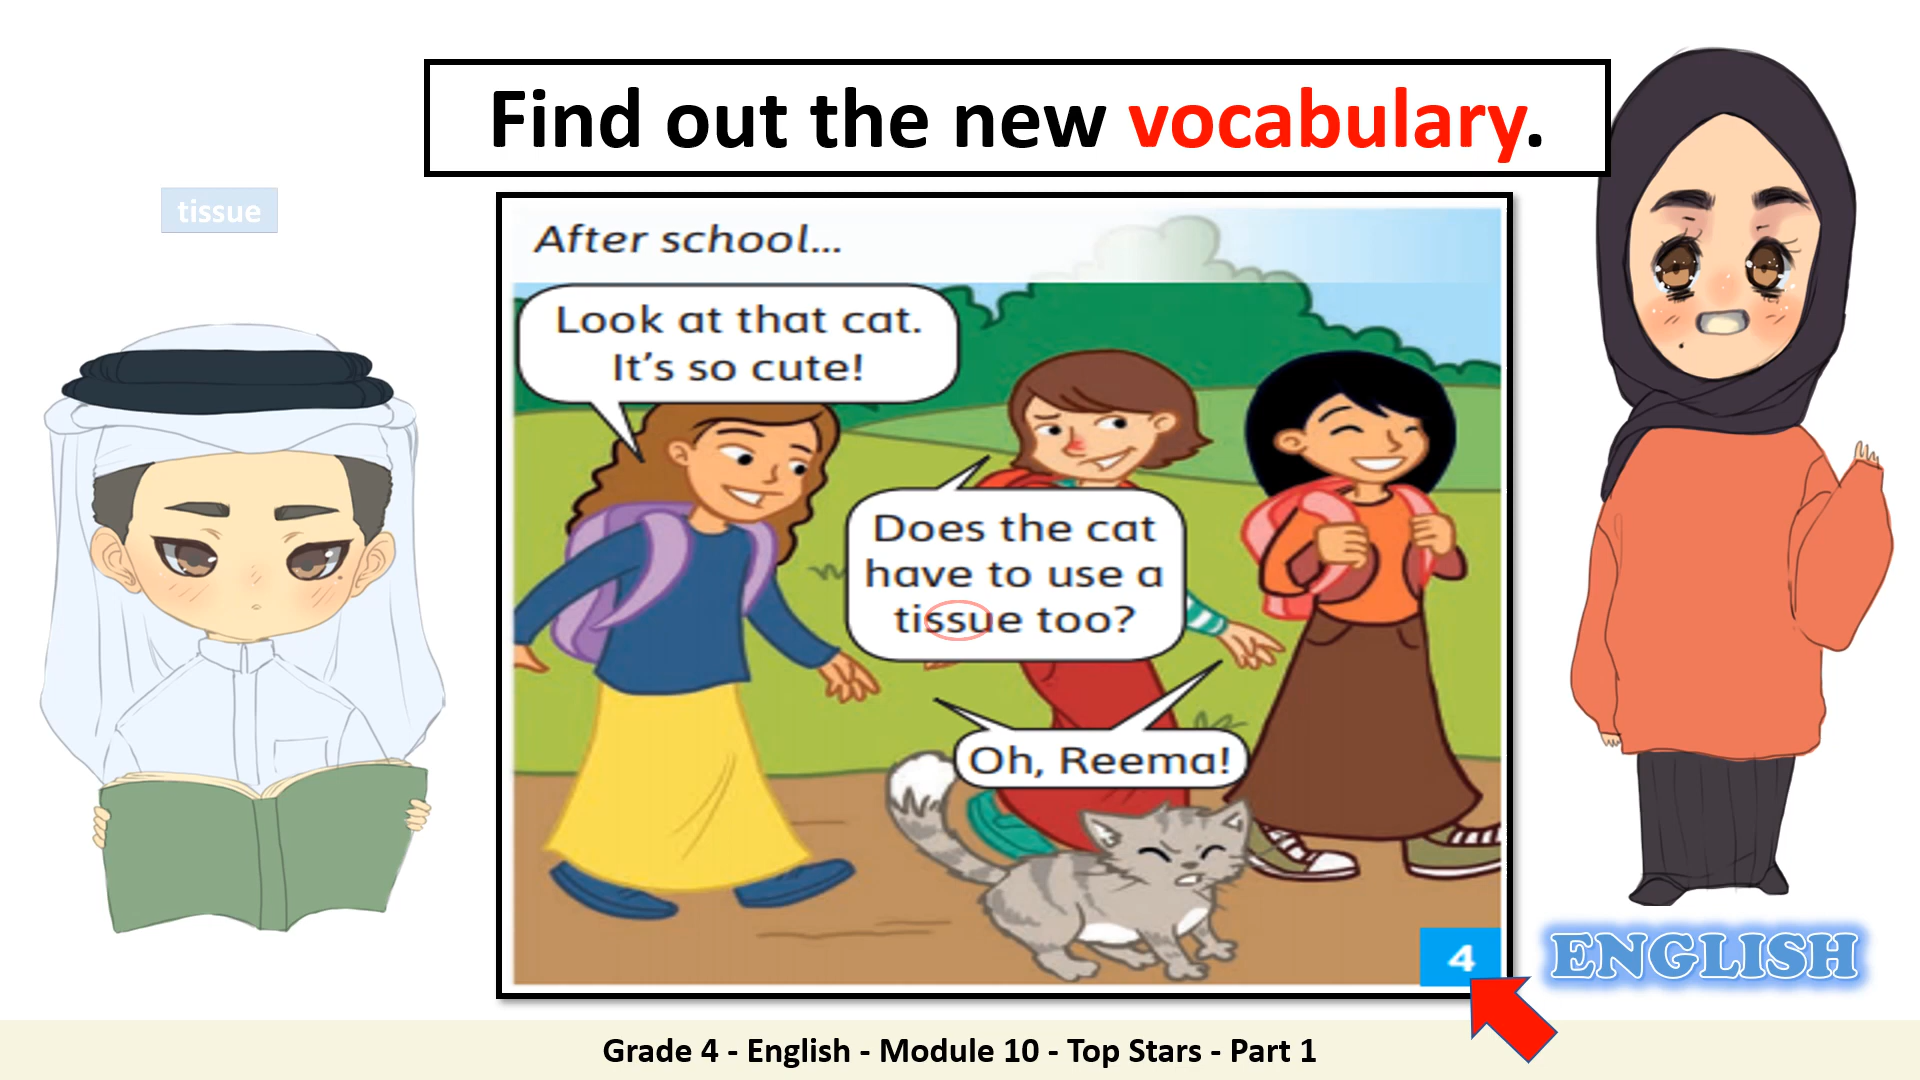 Find out the new vocabulary.
tissue
After school...
Look at that cat.
It's so cute!
Does the cat
have to use a
tissue too?
Oh, Reema!
4
ENGLISH
Grade 4 - English - Module 10 - Top Stars - Part 1